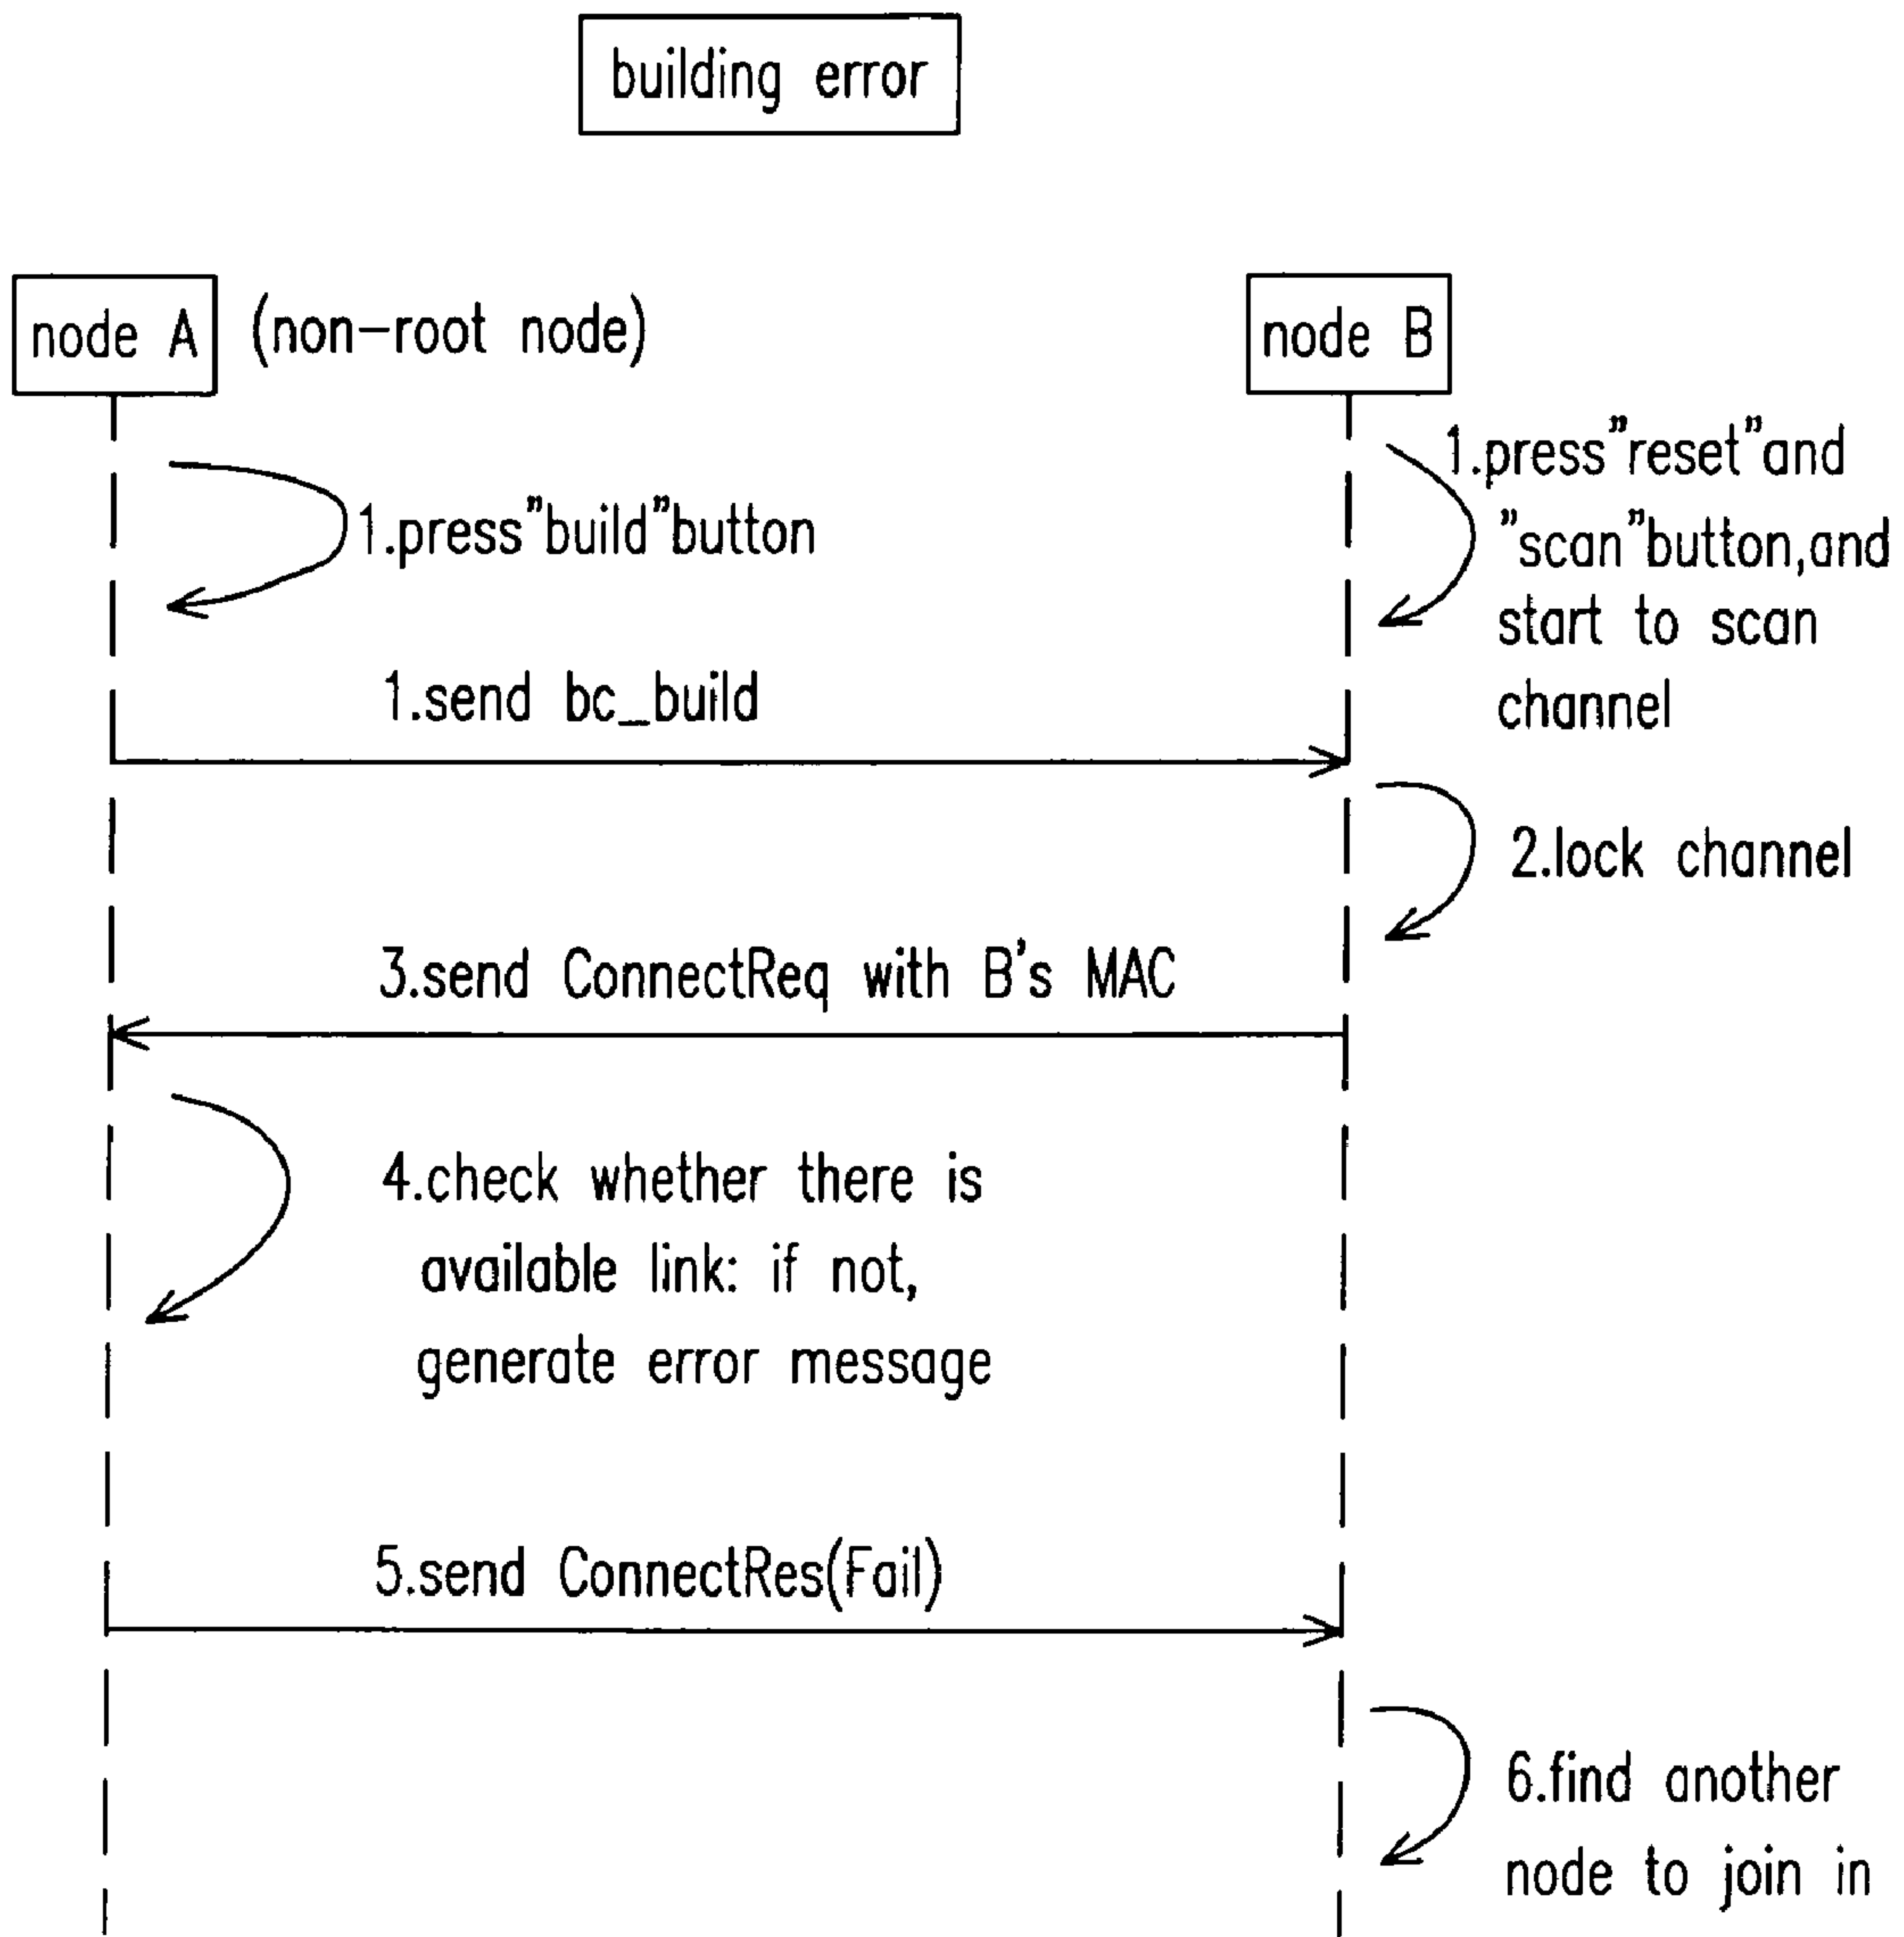 building error
node A (non-root node)
node B
1.press"build"button
1.press"reset"and
"scan"button,and
start to scan
channel
1.send bc_build
2.lock channel
3.send ConnectReq with B's MAC
4.check whether there is
available link: if not,
generate error message
5.send ConnectRes(Fail)
6.find another
node to join in